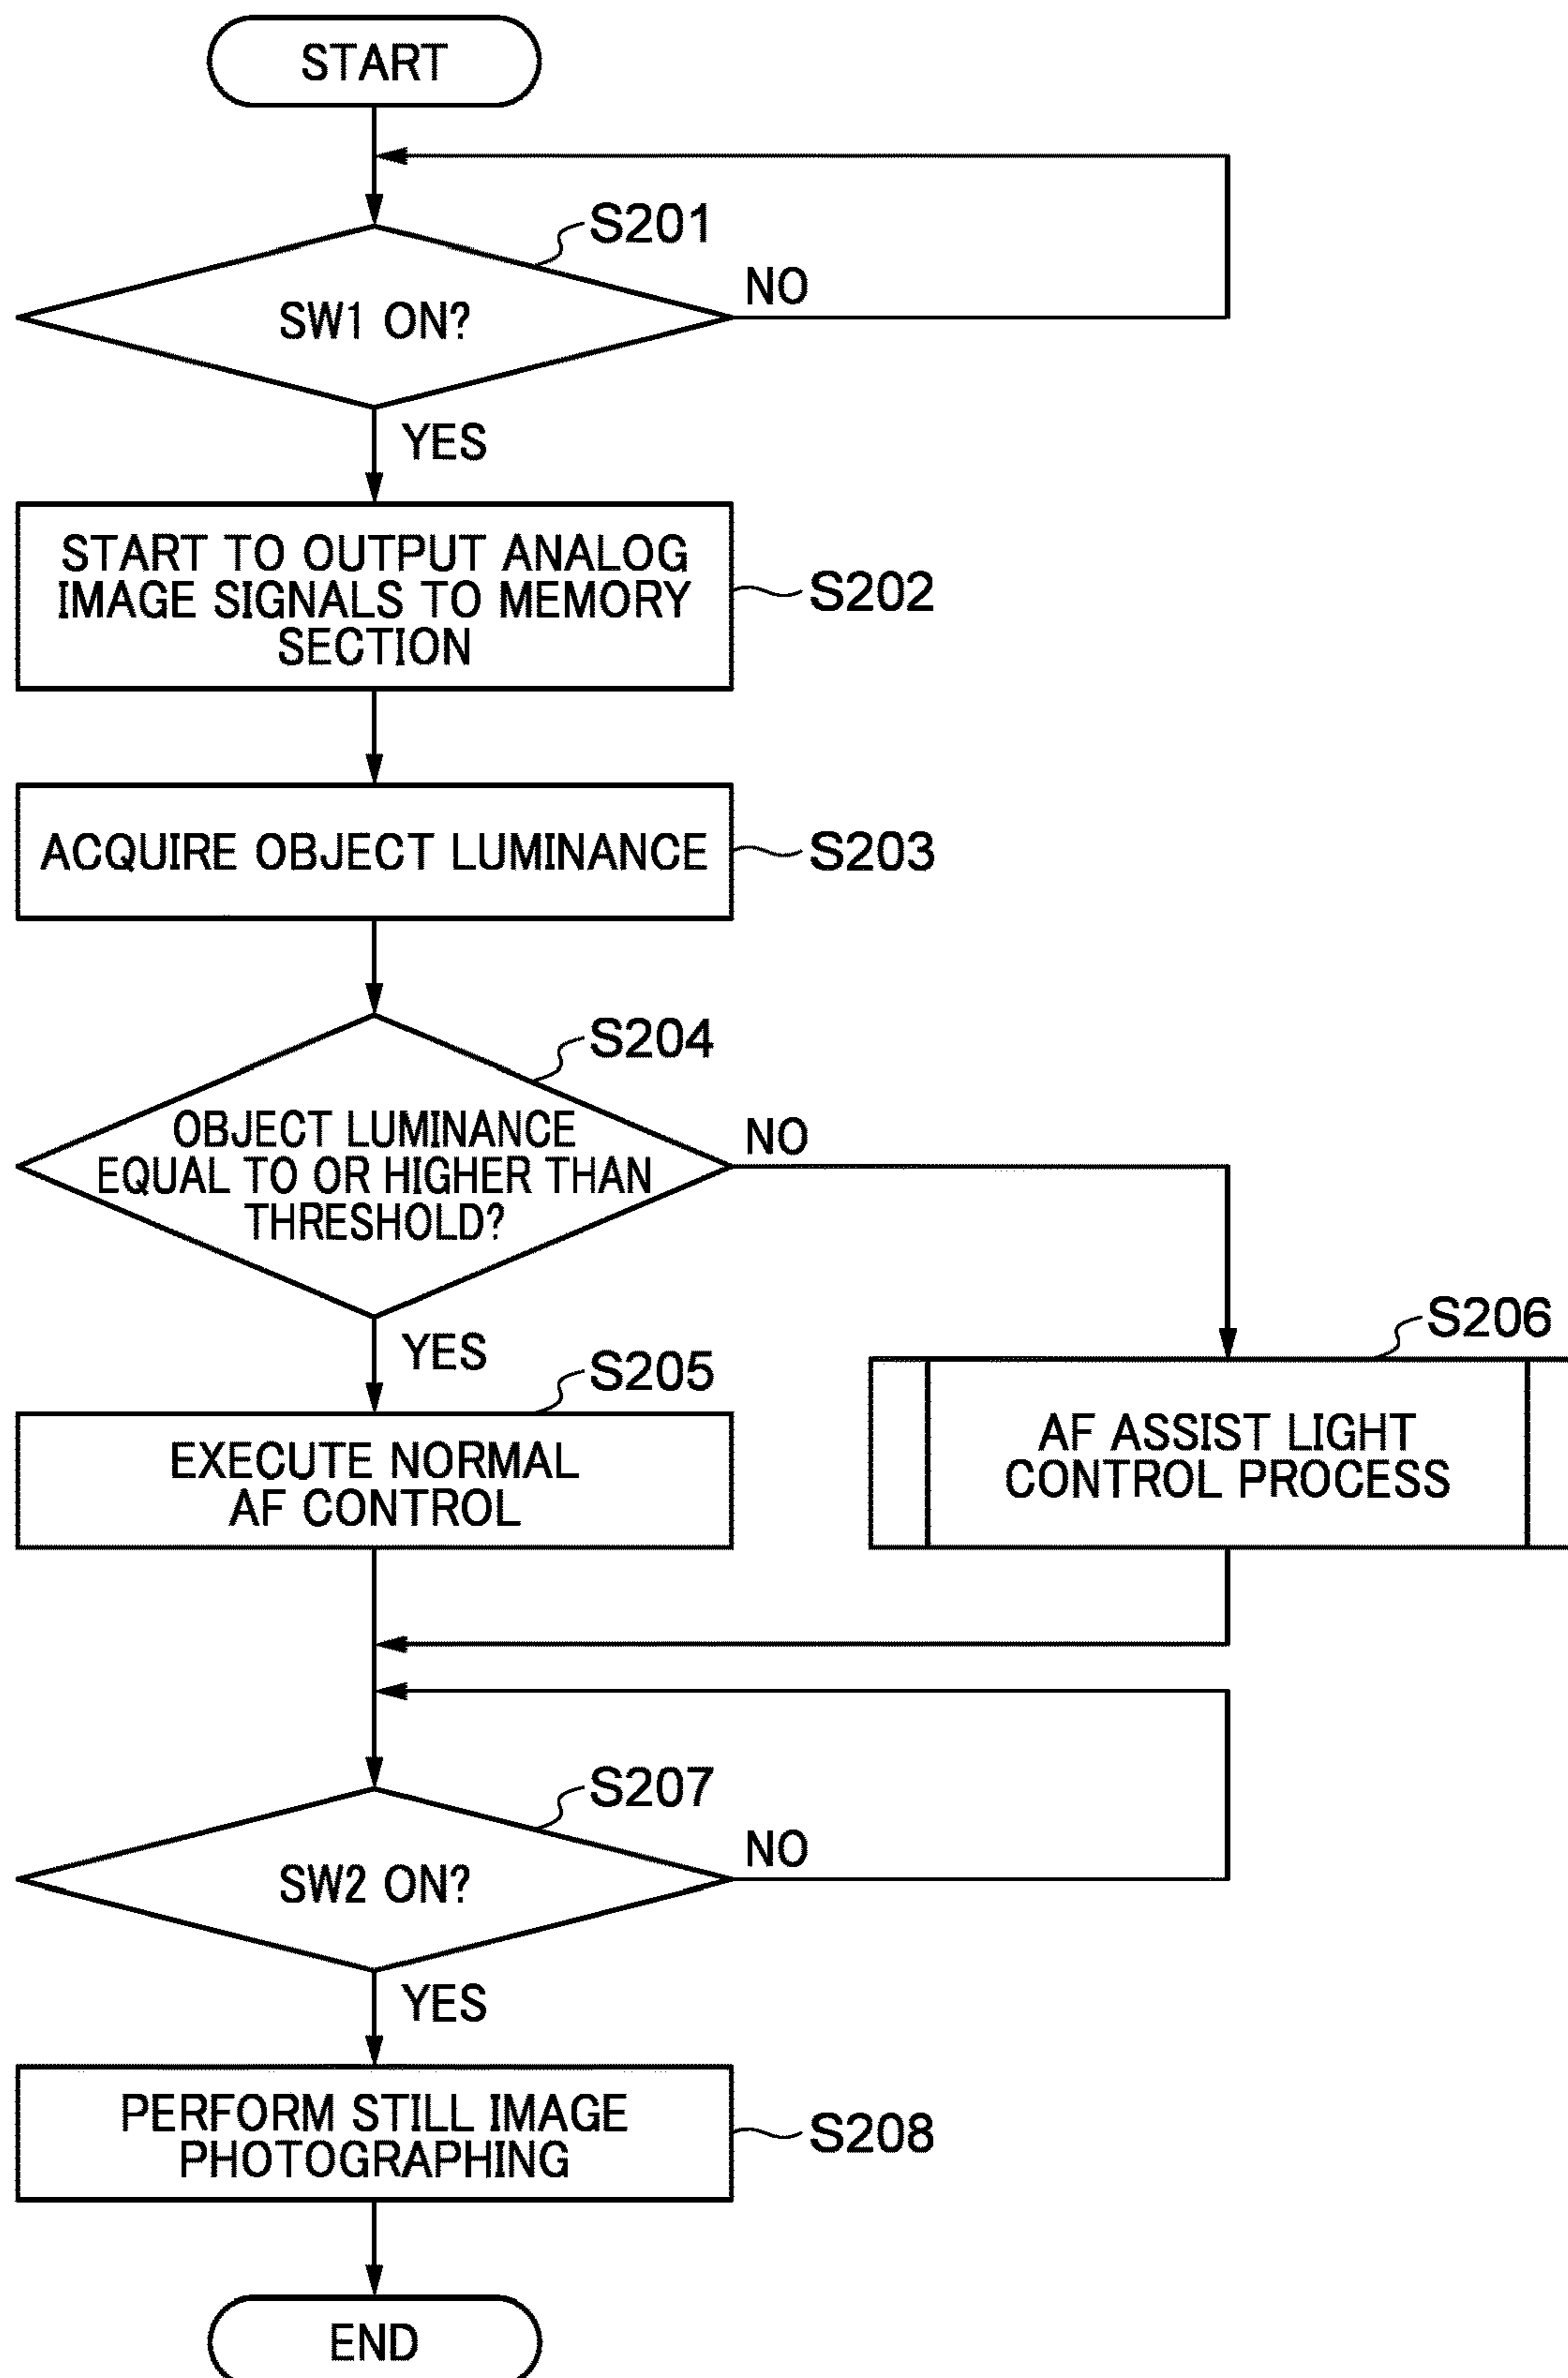 START
S201
SW1 ON?
NO
YES
START TO OUTPUT ANALOG
IMAGE SIGNALS TO MEMORY
SECTION
S202
ACQUIRE OBJECT LUMINANCE
S203
S204
OBJECT LUMINANCE
EQUAL TO OR HIGHER THAN
THRESHOLD?
NO
YES
S205
EXECUTE NORMAL
AF CONTROL
S206
AF ASSIST LIGHT
CONTROL PROCESS
S207
SW2 ON?
NO
YES
PERFORM STILL IMAGE
PHOTOGRAPHING
S208
END